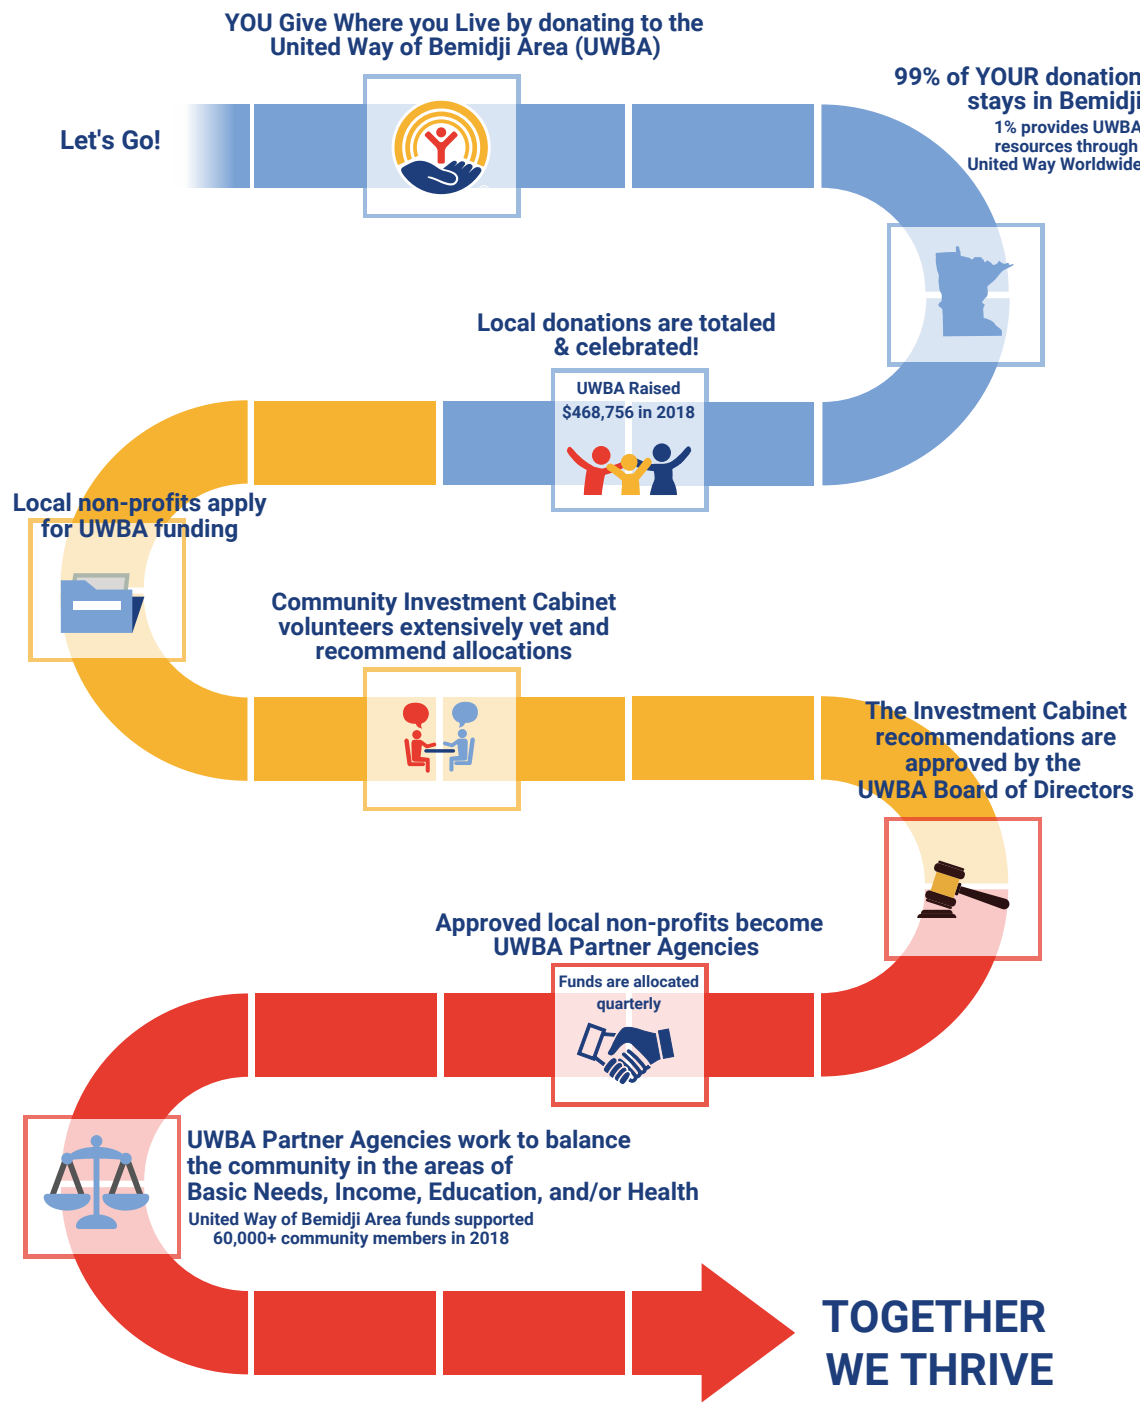 YOU Give Where you Live by donating to the
United Way of Bemidji Area (UWBA)
99% of YOUR donation
stays in Bemidji
1% provides UWBA
resources through
United Way Worldwide
Let's Go!
Local donations are totaled
& celebrated!
UWBA Raised
$468,756 in 2018
Local non-profits apply
for UWBA funding
Community Investment Cabinet
volunteers extensively vet and
recommend allocations
The Investment Cabinet
recommendations are
approved by the
UWBA Board of Directors
Approved local non-profits become
UWBA Partner Agencies
Funds are allocated
quarterly
UWBA Partner Agencies work to balance
the community in the areas of
Basic Needs, Income, Education, and/or Health
United Way of Bemidji Area funds supported
60,000+ community members in 2018
TOGETHER
WE THRIVE